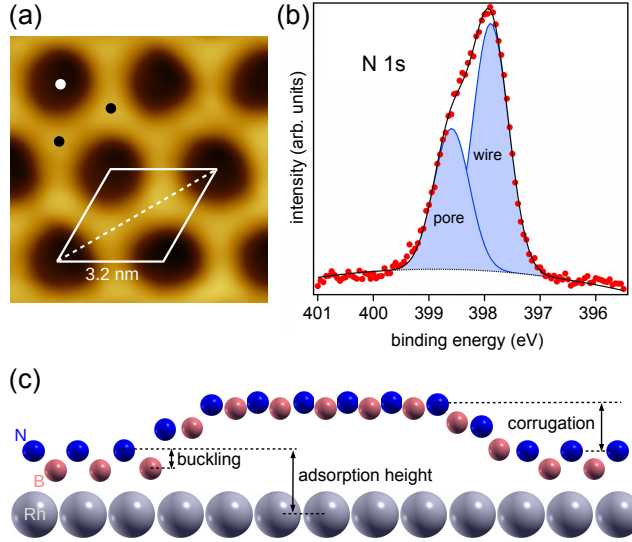 (a)
3.2 nm
(b)
N 1s
wire
pore
intensity (arb. units)
401
400
399
398
397
396
binding energy (eV)
(c)
N
B
Rh
buckling
adsorption height
corrugation